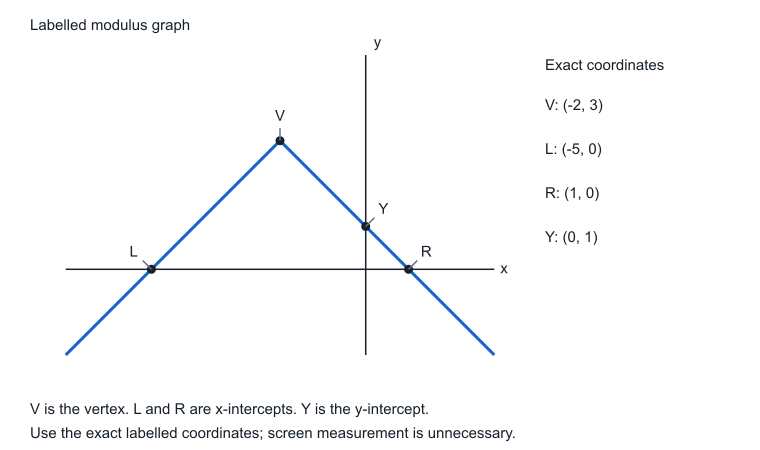 Labelled modulus graph
y
Exact coordinates
V: (-2, 3)
V
L: (-5, 0)
R: (1, 0)
Y
Y: (0, 1)
L
R
x
V is the vertex. L and R are x-intercepts. Y is the y-intercept.
Use the exact labelled coordinates; screen measurement is unnecessary.